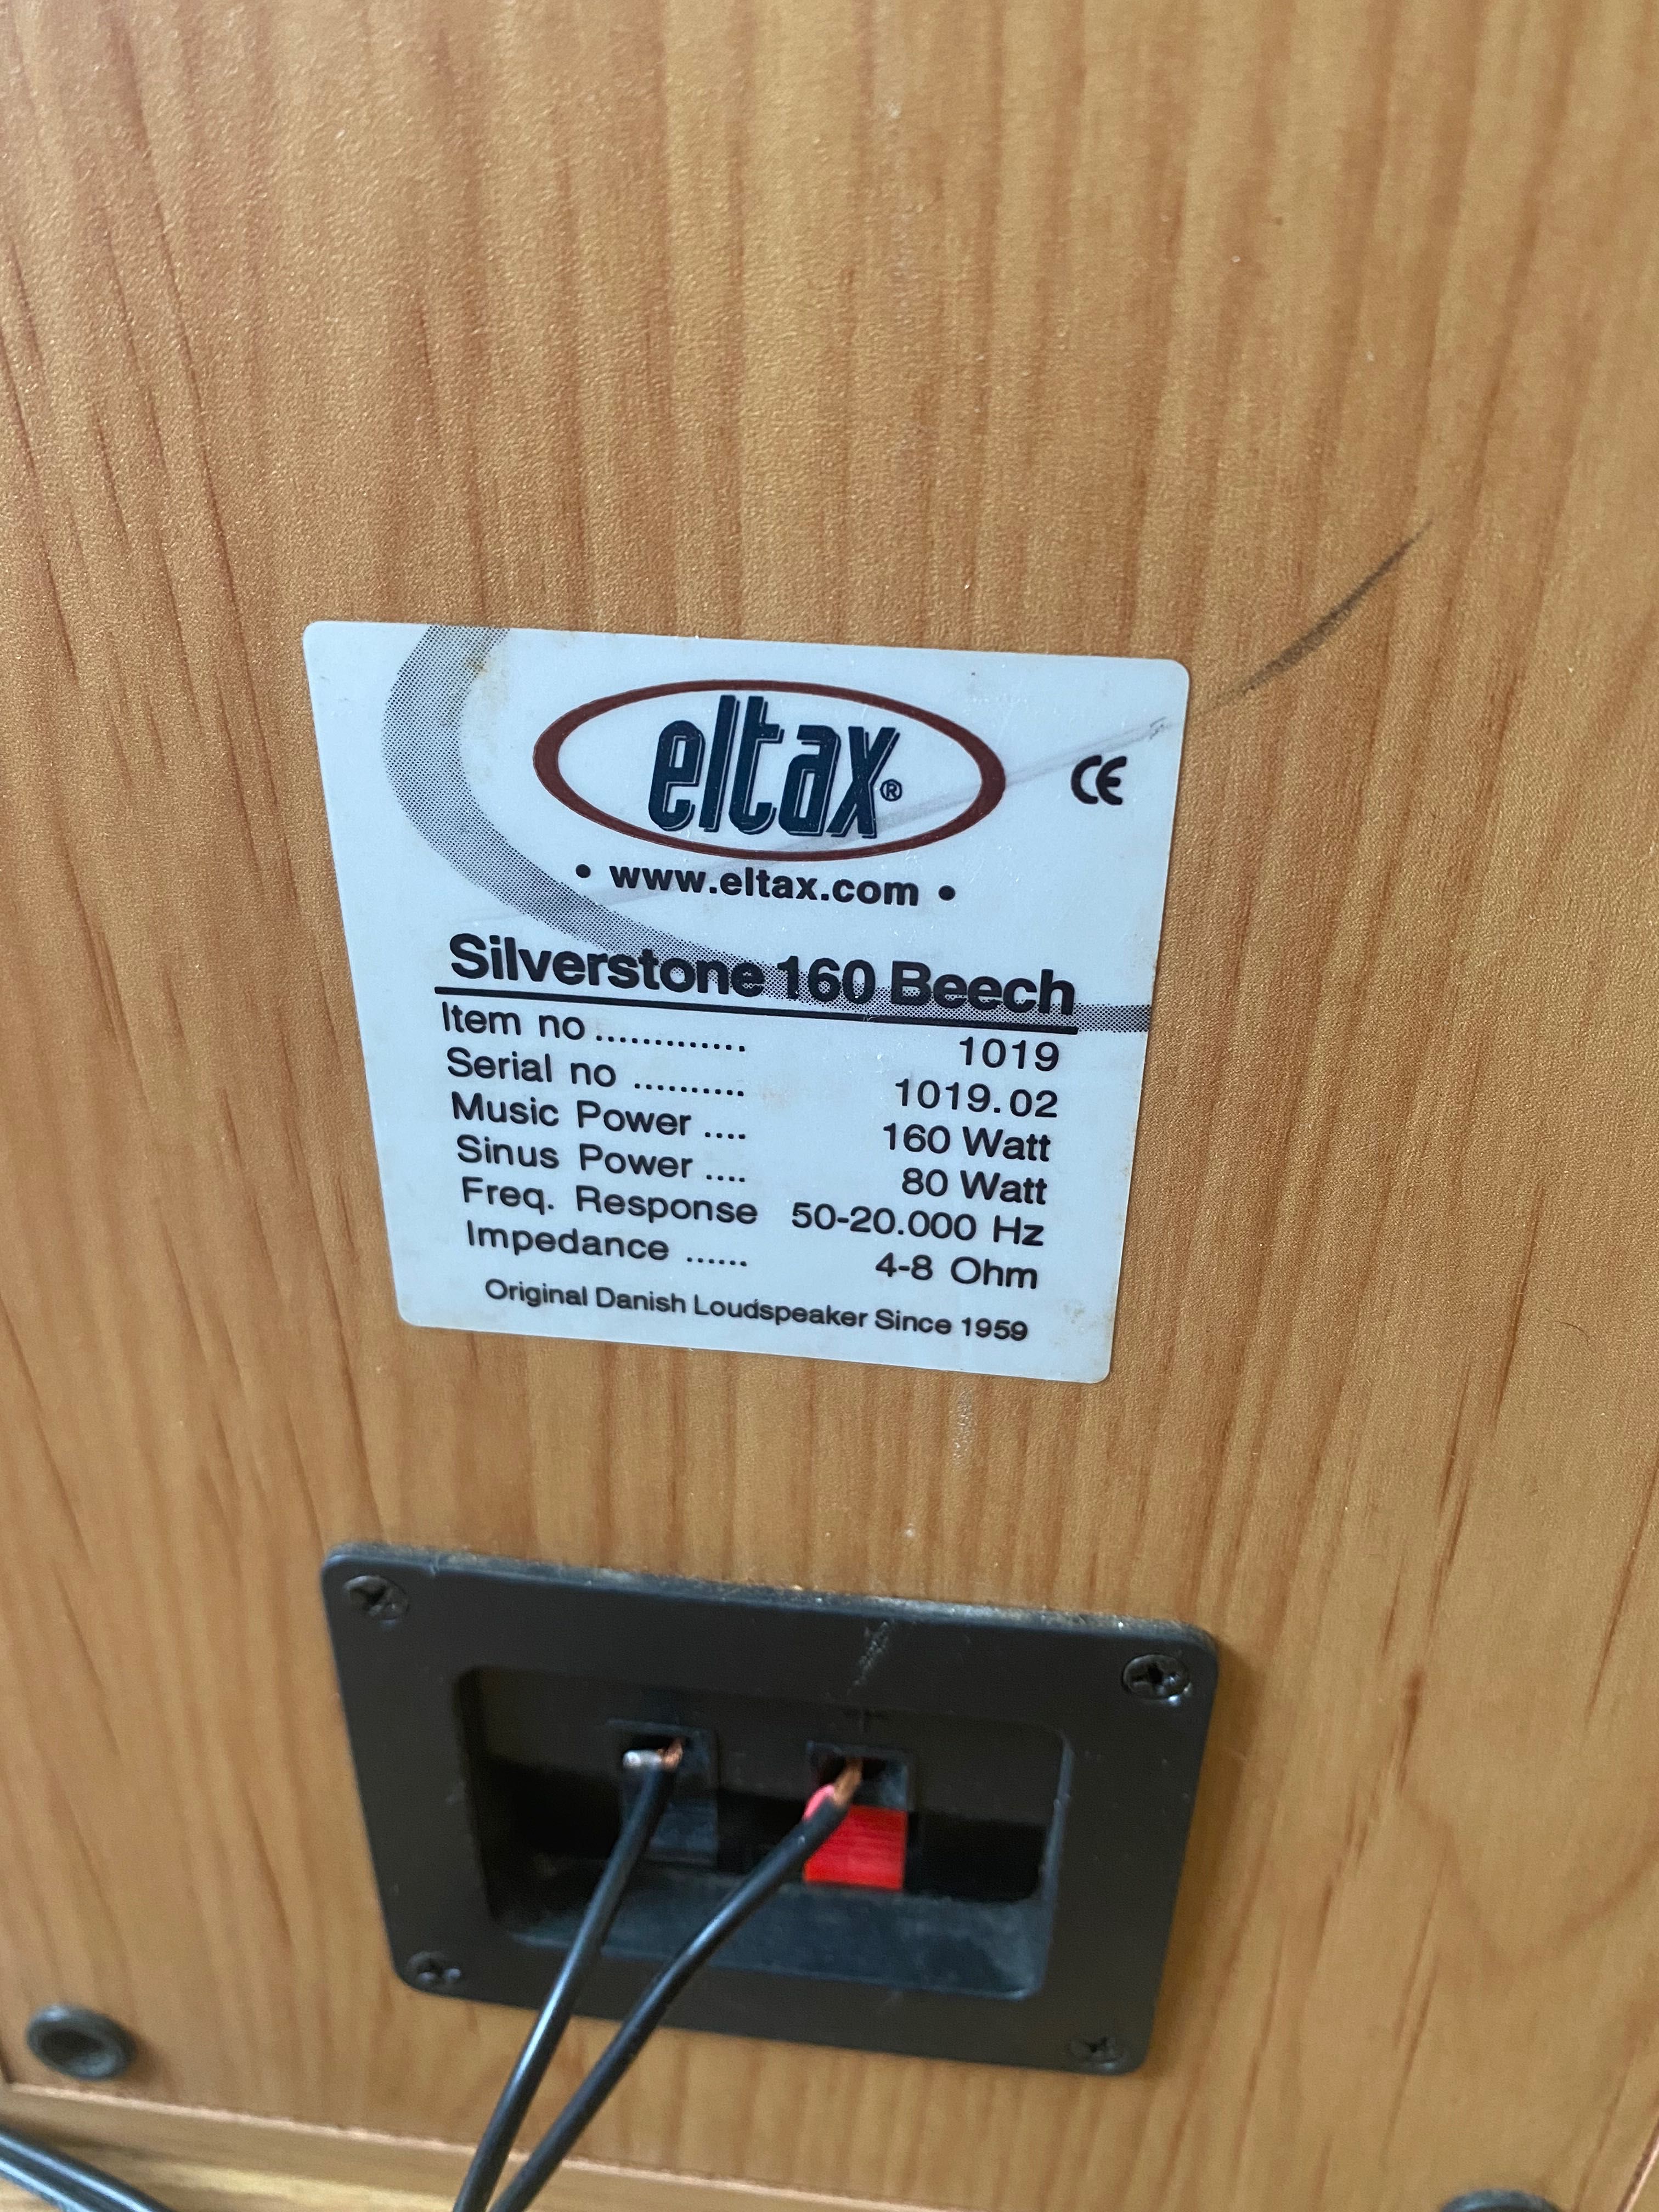 eltax®
CE
• www.eltax.com •
Silverstone 160 Beech
Item no ............. 1019
Serial no .......... 1019.02
Music Power .... 160 Watt
Sinus Power .... 80 Watt
Freq. Response 50-20.000 Hz
Impedance ...... 4-8 Ohm
Original Danish Loudspeaker Since 1959